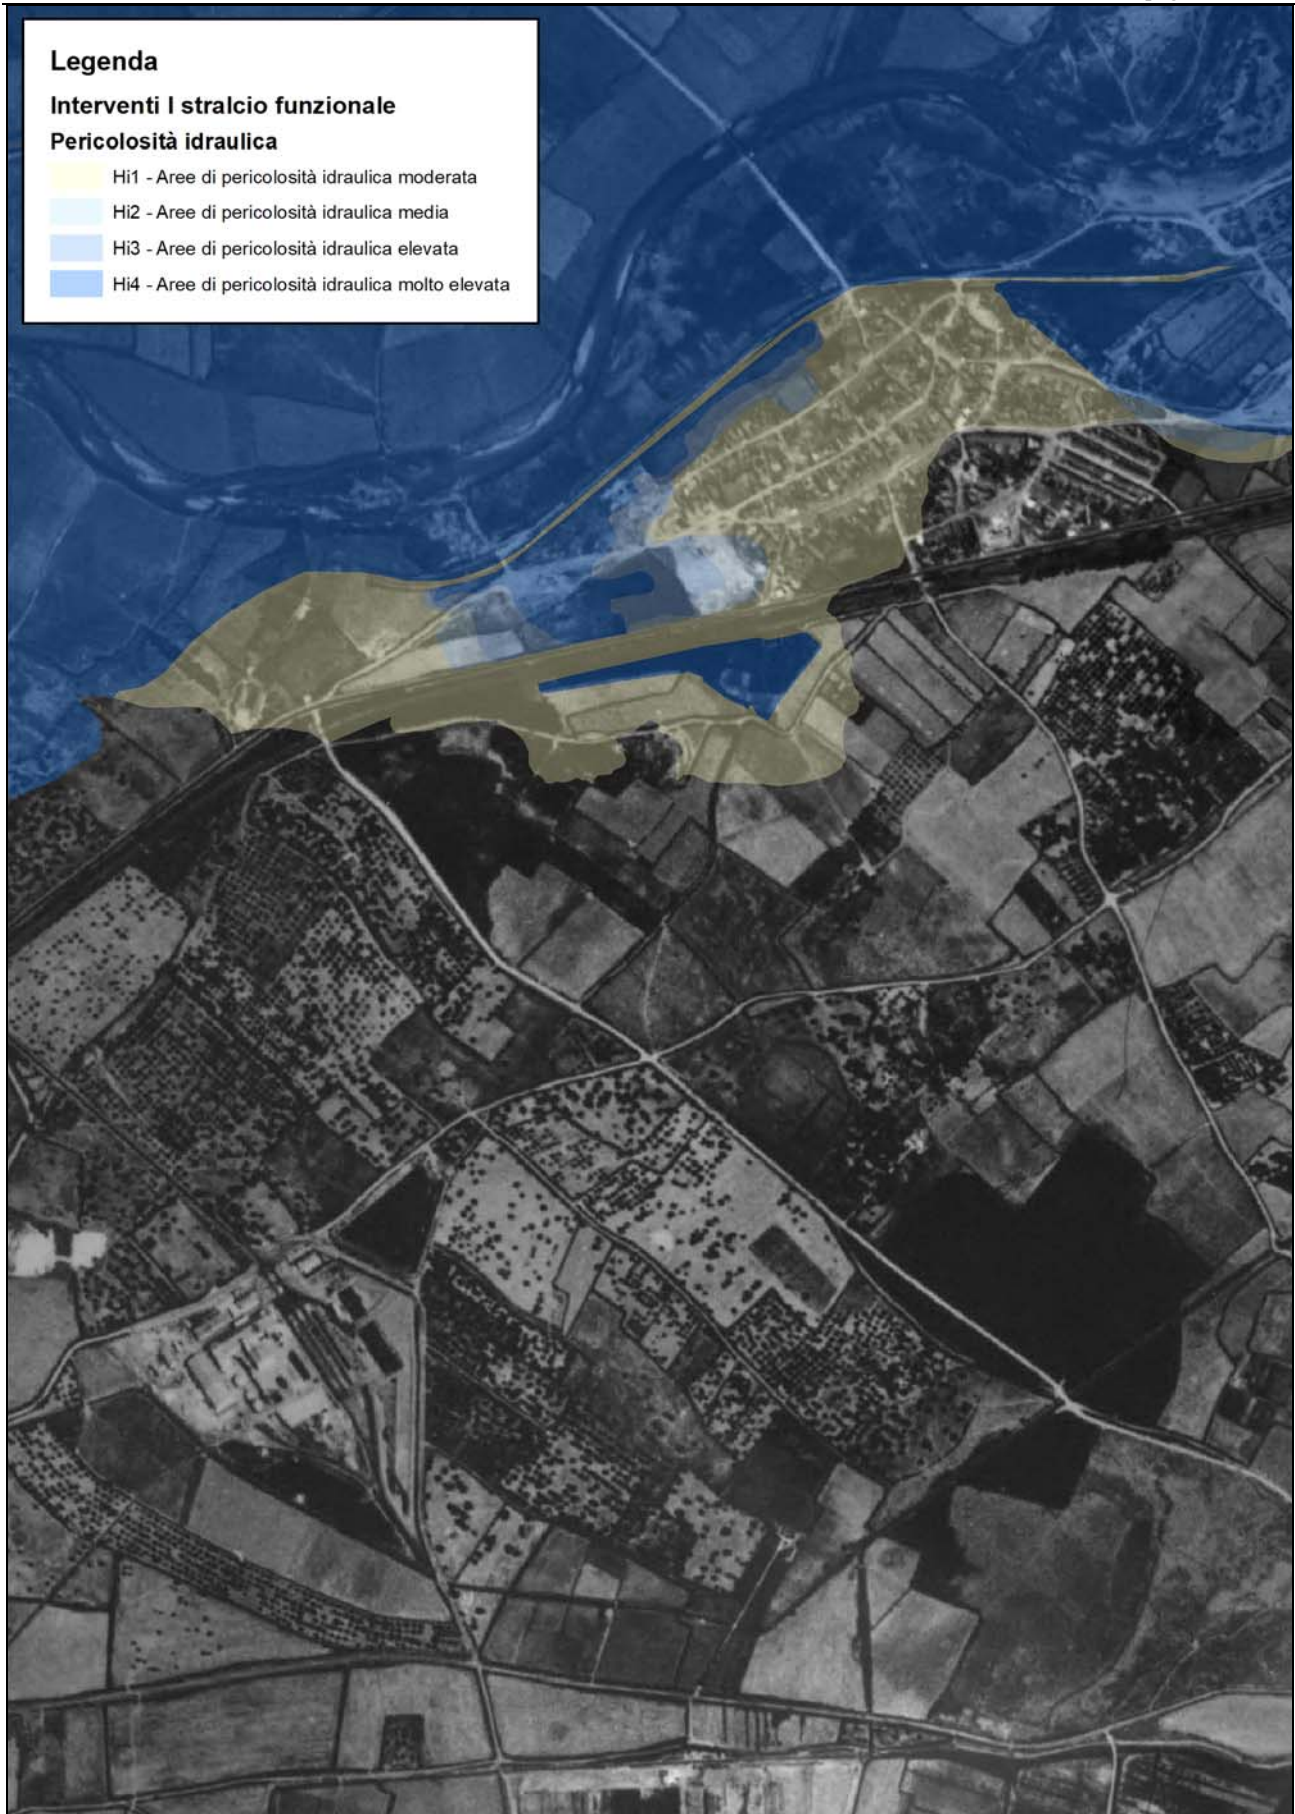 Legenda
Interventi I stralcio funzionale
Pericolosità idraulica
Hi1 - Aree di pericolosità idraulica moderata
Hi2 - Aree di pericolosità idraulica media
Hi3 - Aree di pericolosità idraulica elevata
Hi4 - Aree di pericolosità idraulica molto elevata